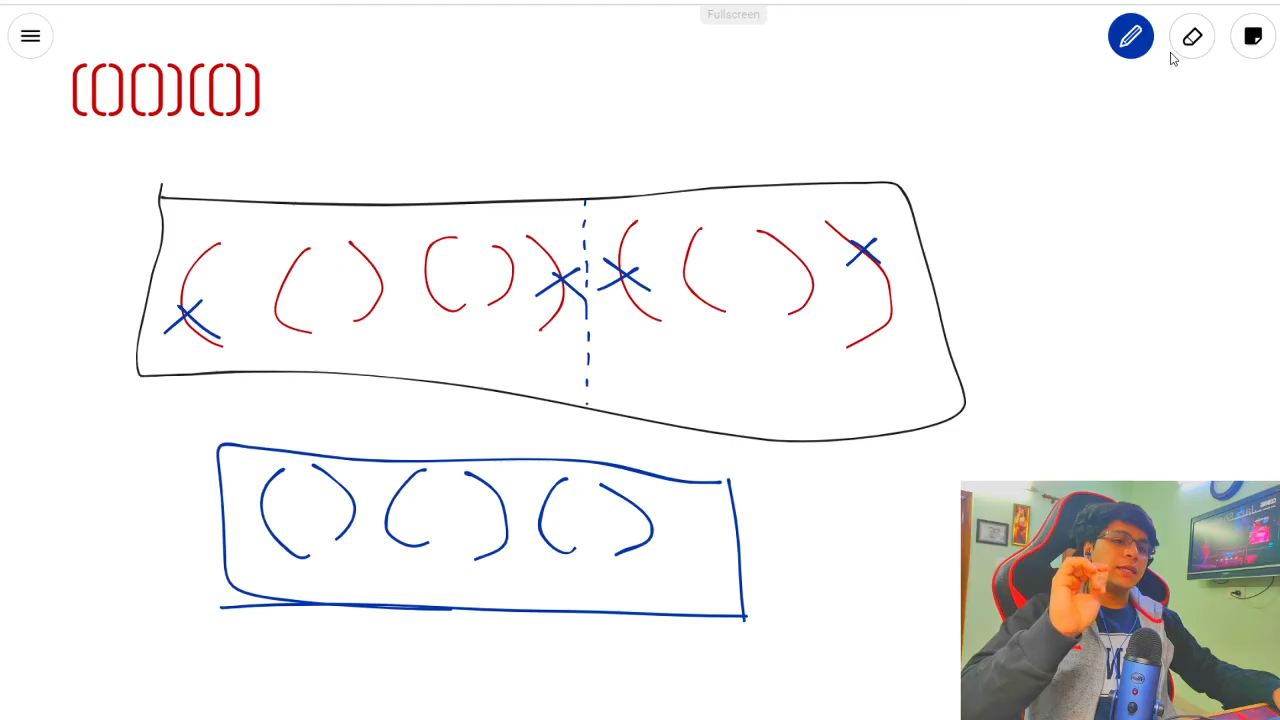 Fullscreen
(()())(())
( ( ) ( ) ) ( ( ) )
( ) ( ) ( )